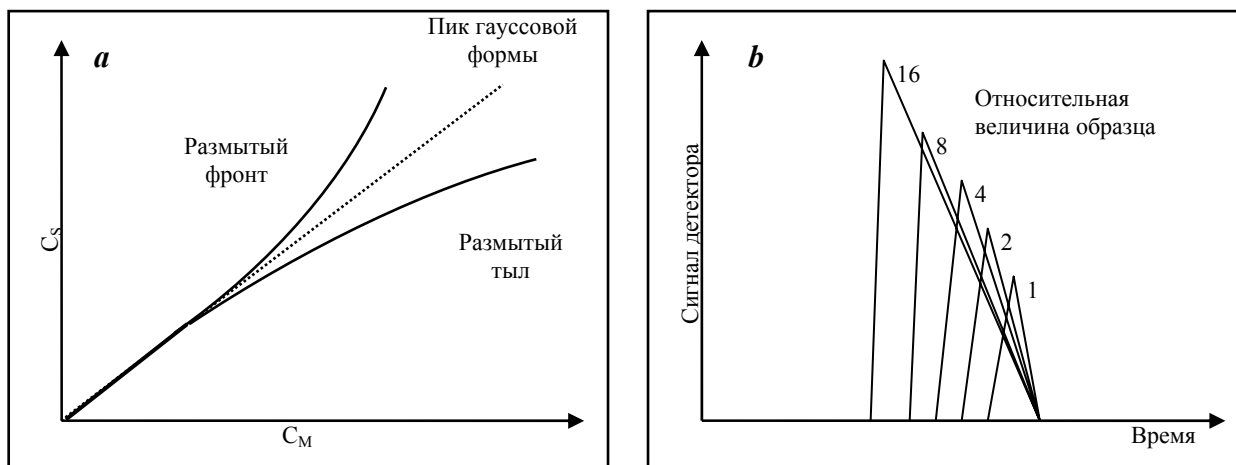 a
Пик гауссовой
формы
Размытый
фронт
Размытый
тыл
C_S
C_M
b
Относительная
величина образца
16
8
4
2
1
Сигнал детектора
Время